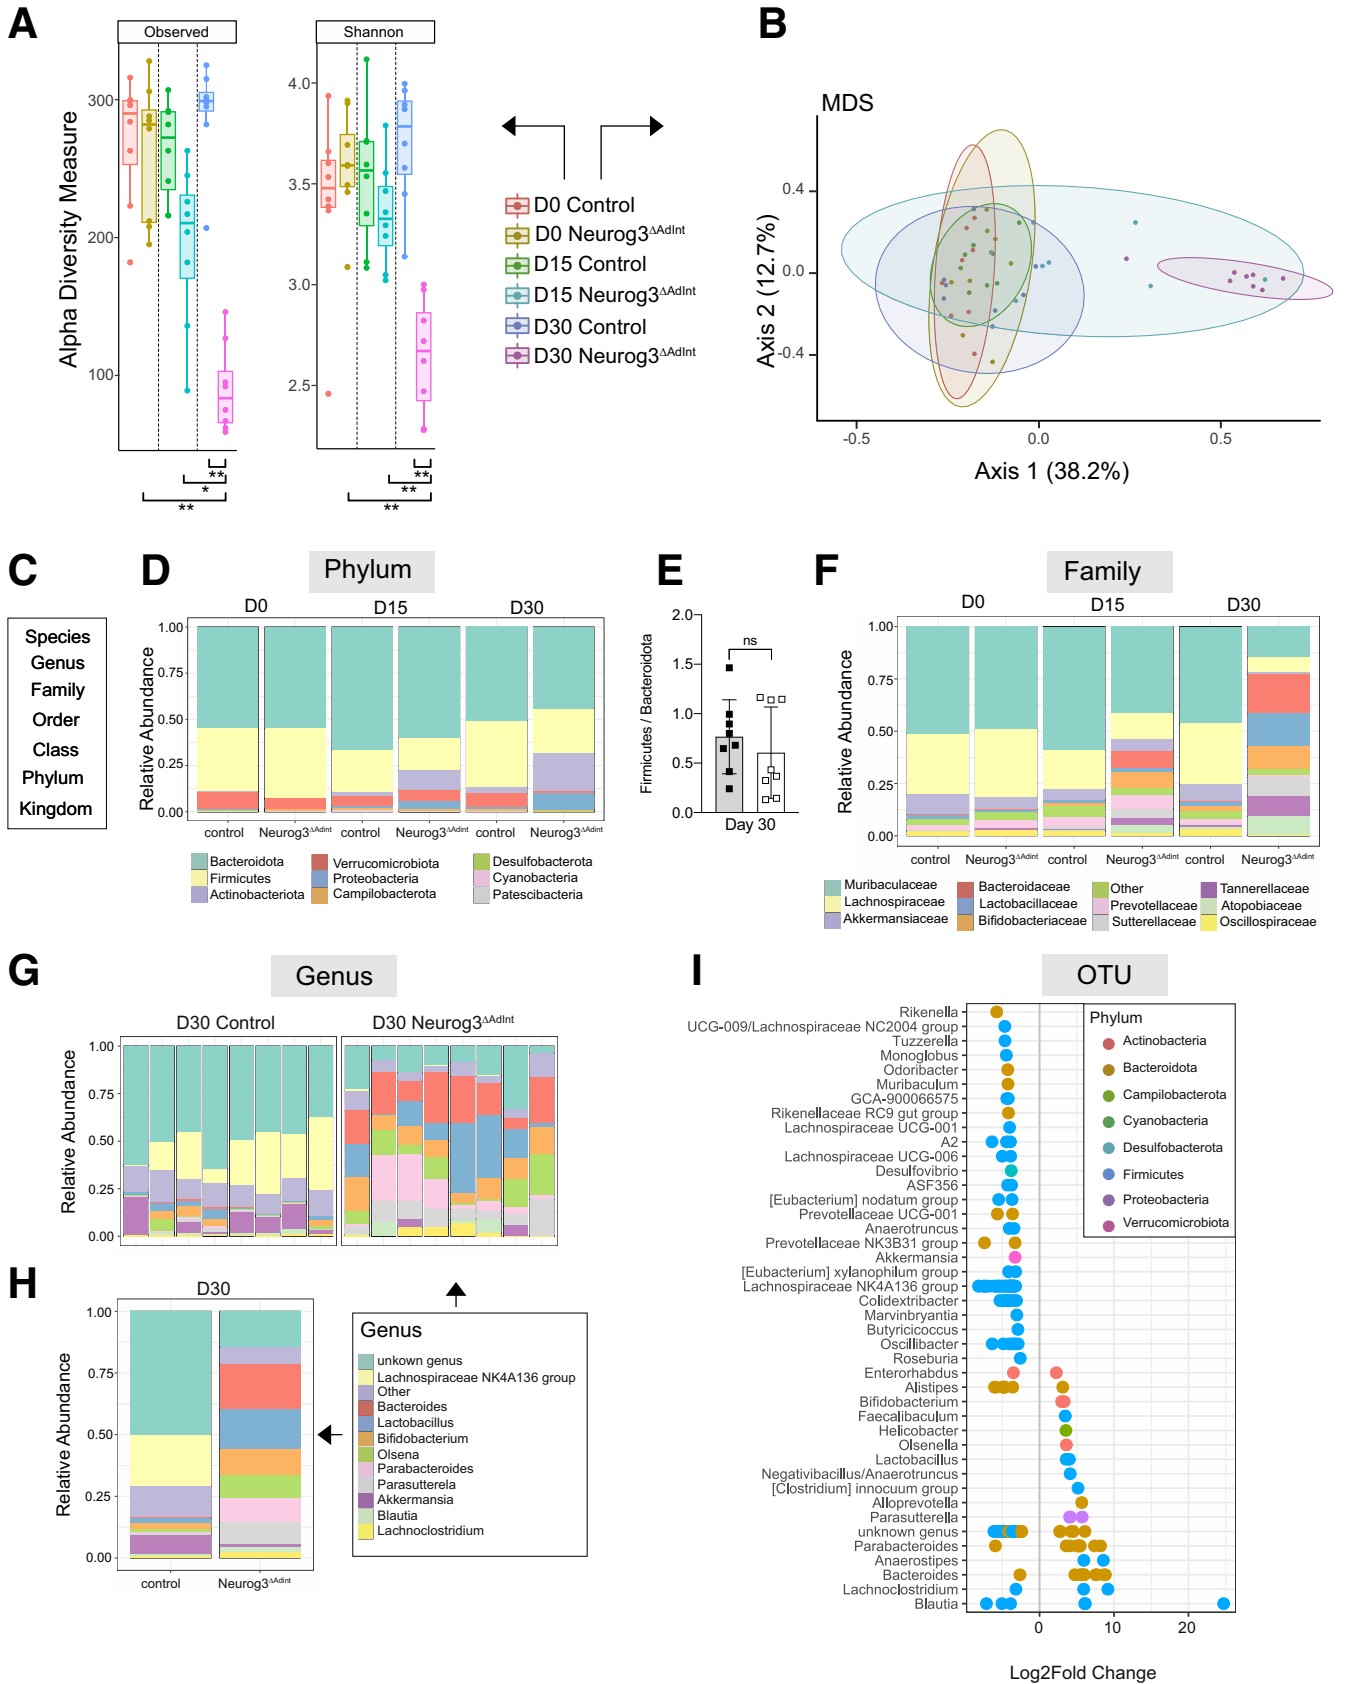 A
Observed
Shannon
Alpha Diversity Measure
300
200
100
4.0
3.5
3.0
2.5
**
*
**
**
**
**
D0 Control
D0 Neurog3ΔAdInt
D15 Control
D15 Neurog3ΔAdInt
D30 Control
D30 Neurog3ΔAdInt
B
MDS
Axis 2 (12.7%)
0.4
0.0
-0.4
-0.5
0.0
0.5
Axis 1 (38.2%)
C
Species
Genus
Family
Order
Class
Phylum
Kingdom
D
Phylum
D0
D15
D30
Relative Abundance
1.00
0.75
0.50
0.25
0.00
control
Neurog3ΔAdint
control
Neurog3ΔAdint
control
Neurog3ΔAdint
Bacteroidota
Firmicutes
Actinobacteriota
Verrucomicrobiota
Proteobacteria
Campilobacterota
Desulfobacterota
Cyanobacteria
Patescibacteria
E
Firmicutes / Bacteroidota
2.0
1.5
1.0
0.5
0.0
ns
Day 30
F
Family
D0
D15
D30
Relative Abundance
1.00
0.75
0.50
0.25
0.00
control
Neurog3ΔAdint
control
Neurog3ΔAdint
control
Neurog3ΔAdint
Muribaculaceae
Lachnospiraceae
Akkermansiaceae
Bacteroidaceae
Lactobacillaceae
Bifidobacteriaceae
Other
Prevotellaceae
Sutterellaceae
Tannerellaceae
Atopobiaceae
Oscillospiraceae
G
Genus
D30 Control
D30 Neurog3ΔAdInt
Relative Abundance
1.00
0.75
0.50
0.25
0.00
H
D30
Relative Abundance
1.00
0.75
0.50
0.25
0.00
control
Neurog3ΔAdint
Genus
unkown genus
Lachnospiraceae NK4A136 group
Other
Bacteroides
Lactobacillus
Bifidobacterium
Olsena
Parabacteroides
Parasutterela
Akkermansia
Blautia
Lachnoclostridium
I
OTU
Rikenella
UCG-009/Lachnospiraceae NC2004 group
Tuzzerella
Monoglobus
Odoribacter
Muribaculum
GCA-900066575
Rikenellaceae RC9 gut group
Lachnospiraceae UCG-001
A2
Lachnospiraceae UCG-006
Desulfovibrio
ASF356
[Eubacterium] nodatum group
Prevotellaceae UCG-001
Anaerotruncus
Prevotellaceae NK3B31 group
Akkermansia
[Eubacterium] xylanophilum group
Lachnospiraceae NK4A136 group
Colidextribacter
Marvinbryantia
Butyricicoccus
Oscillibacter
Roseburia
Enterorhabdus
Alistipes
Bifidobacterium
Faecalibaculum
Helicobacter
Olsenella
Lactobacillus
Negativibacillus/Anaerotruncus
[Clostridium] innocuum group
Alloprevotella
Parasutterella
unknown genus
Parabacteroides
Anaerostipes
Bacteroides
Lachnoclostridium
Blautia
Phylum
Actinobacteria
Bacteroidota
Campilobacterota
Cyanobacteria
Desulfobacterota
Firmicutes
Proteobacteria
Verrucomicrobiota
0
10
20
Log2Fold Change